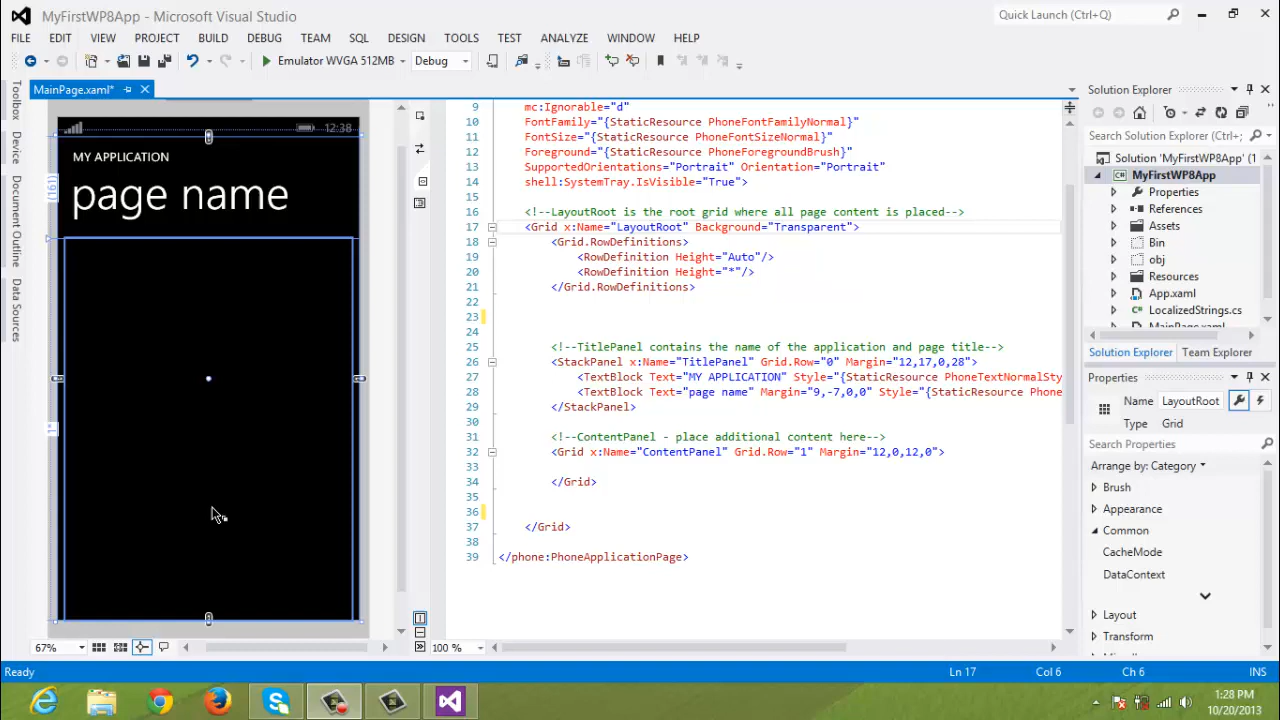 MyFirstWP8App - Microsoft Visual Studio
Quick Launch (Ctrl+Q)
FILE EDIT VIEW PROJECT BUILD DEBUG TEAM SQL DESIGN TOOLS TEST ANALYZE WINDOW HELP
Emulator WVGA 512MB Debug
MainPage.xaml*
Toolbox
Device
Document Outline
Data Sources
12:38
MY APPLICATION
page name
(161)
1*
67%
9 mc:Ignorable="d"
10 FontFamily="{StaticResource PhoneFontFamilyNormal}"
11 FontSize="{StaticResource PhoneFontSizeNormal}"
12 Foreground="{StaticResource PhoneForegroundBrush}"
13 SupportedOrientations="Portrait" Orientation="Portrait"
14 shell:SystemTray.IsVisible="True">
15
16 <!--LayoutRoot is the root grid where all page content is placed-->
17 <Grid x:Name="LayoutRoot" Background="Transparent">
18 <Grid.RowDefinitions>
19 <RowDefinition Height="Auto"/>
20 <RowDefinition Height="*"/>
21 </Grid.RowDefinitions>
22
23
24
25 <!--TitlePanel contains the name of the application and page title-->
26 <StackPanel x:Name="TitlePanel" Grid.Row="0" Margin="12,17,0,28">
27 <TextBlock Text="MY APPLICATION" Style="{StaticResource PhoneTextNormalSty
28 <TextBlock Text="page name" Margin="9,-7,0,0" Style="{StaticResource Phone
29 </StackPanel>
30
31 <!--ContentPanel - place additional content here-->
32 <Grid x:Name="ContentPanel" Grid.Row="1" Margin="12,0,12,0">
33
34 </Grid>
35
36
37 </Grid>
38
39 </phone:PhoneApplicationPage>
100 %
Solution Explorer
Search Solution Explorer (Ctrl+;)
Solution 'MyFirstWP8App' (1
MyFirstWP8App
Properties
References
Assets
Bin
obj
Resources
App.xaml
LocalizedStrings.cs
MainPage.xaml
Solution Explorer Team Explorer
Properties
Name LayoutRoot
Type Grid
Search Properties
Arrange by: Category
Brush
Appearance
Common
CacheMode
DataContext
Layout
Transform
Ready
Ln 17 Col 6 Ch 6 INS
1:28 PM
10/20/2013